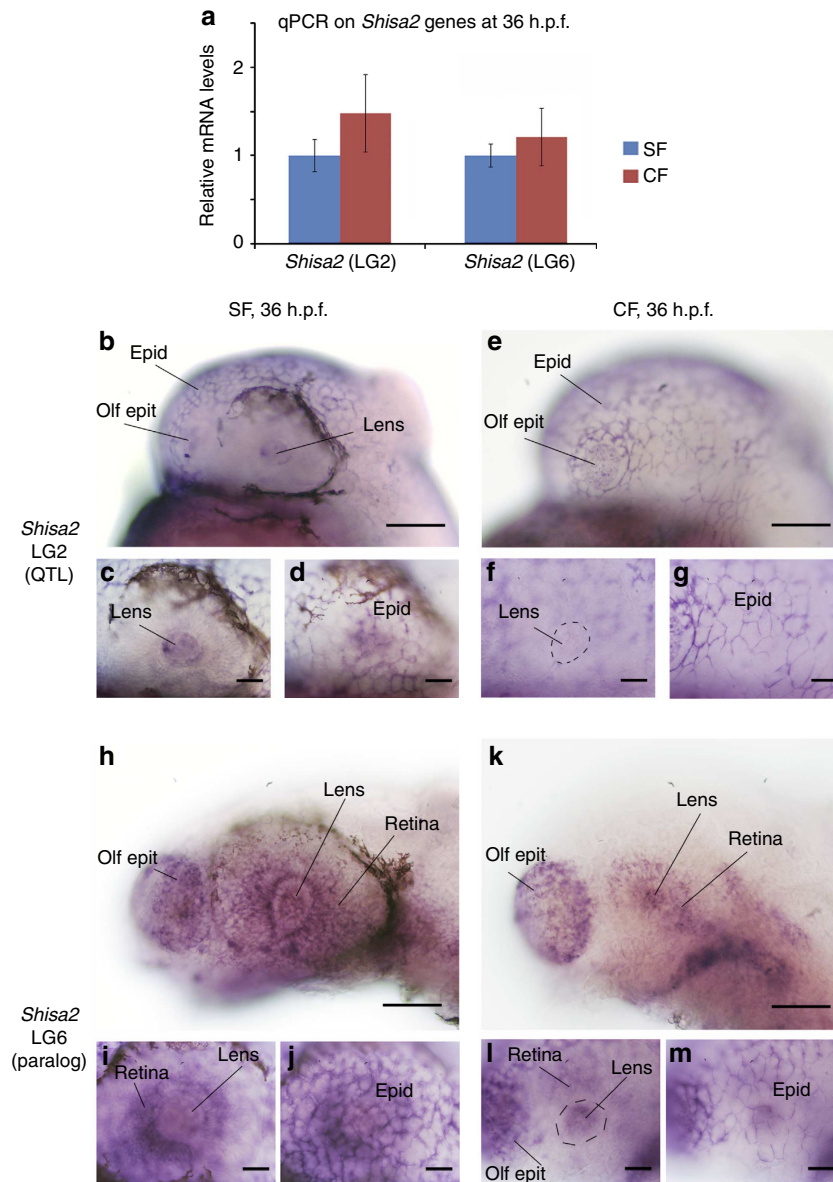 a
qPCR on Shisa2 genes at 36 h.p.f.
Relative mRNA levels
2
1
0
Shisa2 (LG2)
Shisa2 (LG6)
SF
CF
SF, 36 h.p.f.
CF, 36 h.p.f.
Shisa2
LG2
(QTL)
b
Epid
Olf epit
Lens
e
Epid
Olf epit
c
Lens
d
Epid
f
Lens
g
Epid
Shisa2
LG6
(paralog)
h
Lens
Retina
Olf epit
k
Lens
Retina
Olf epit
i
Retina
Lens
j
Epid
l
Retina
Lens
Olf epit
m
Epid